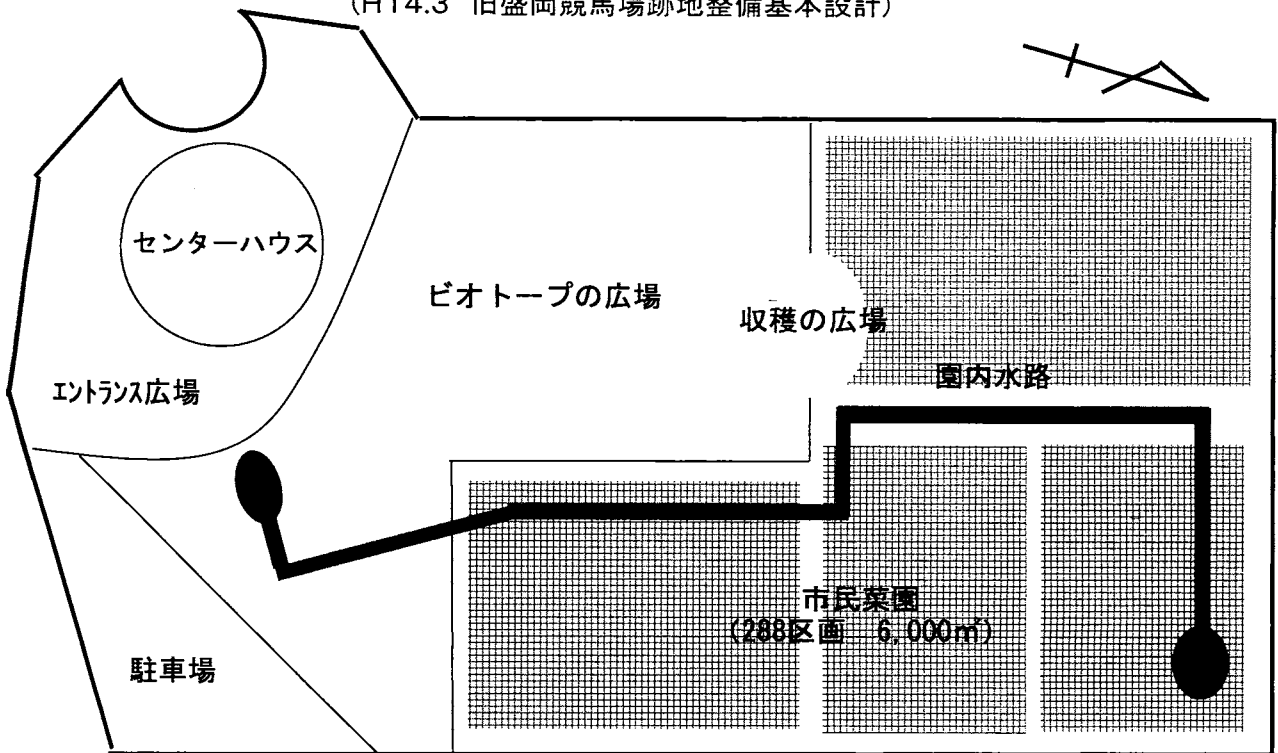 (H14.3 旧盛岡競馬場跡地整備基本設計)
センターハウス
ビオトープの広場
収穫の広場
園内水路
エントランス広場
市民菜園
(288区画 6,000㎡)
駐車場